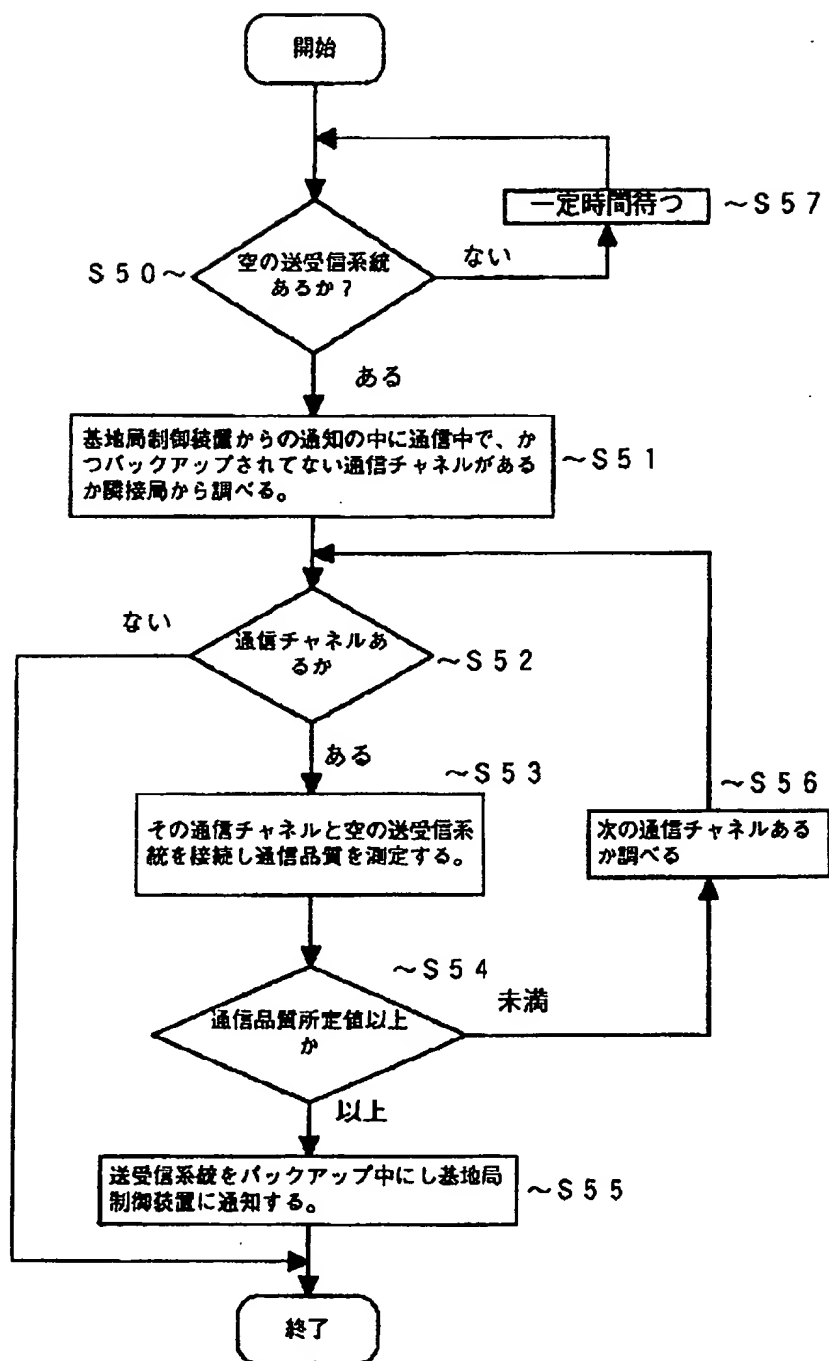 開始
一定時間待つ
～S57
空の送受信系統
あるか？
S50～
ない
ある
基地局制御装置からの通知の中に通信中で、か
つバックアップされてない通信チャネルがある
か隣接局から調べる。
～S51
ない
通信チャネルあ
るか
～S52
ある
～S53
～S56
その通信チャネルと空の送受信系
統を接続し通信品質を測定する。
次の通信チャネルある
か調べる
～S54
通信品質所定値以上
か
未満
以上
送受信系統をバックアップ中にし基地局
制御装置に通知する。
～S55
終了